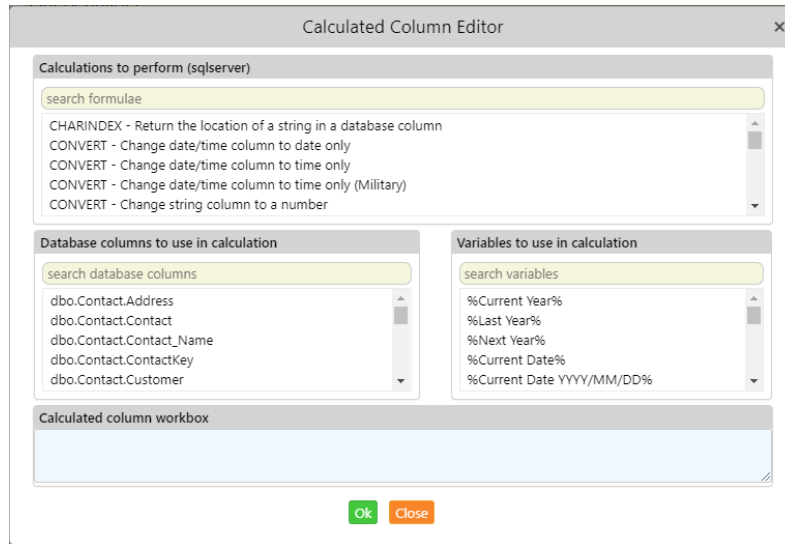 Calculated Column Editor ×
Calculations to perform (sqlserver)
search formulae
CHARINDEX - Return the location of a string in a database column
CONVERT - Change date/time column to date only
CONVERT - Change date/time column to time only
CONVERT - Change date/time column to time only (Military)
CONVERT - Change string column to a number
Database columns to use in calculation
search database columns
dbo.Contact.Address
dbo.Contact.Contact
dbo.Contact.Contact_Name
dbo.Contact.ContactKey
dbo.Contact.Customer
Variables to use in calculation
search variables
%Current Year%
%Last Year%
%Next Year%
%Current Date%
%Current Date YYYY/MM/DD%
Calculated column workbox
Ok Close